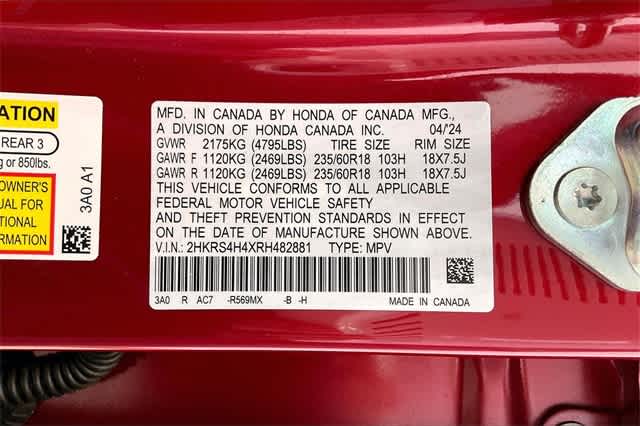 ATION
REAR 3
g or 850lbs.
OWNER'S
UAL FOR
TIONAL
MATION
3A0 A1
MFD. IN CANADA BY HONDA OF CANADA MFG.,
A DIVISION OF HONDA CANADA INC. 04/'24
GVWR 2175KG (4795LBS) TIRE SIZE RIM SIZE
GAWR F 1120KG (2469LBS) 235/60R18 103H 18X7.5J
GAWR R 1120KG (2469LBS) 235/60R18 103H 18X7.5J
THIS VEHICLE CONFORMS TO ALL APPLICABLE
FEDERAL MOTOR VEHICLE SAFETY
AND THEFT PREVENTION STANDARDS IN EFFECT
ON THE DATE OF MANUFACTURE SHOWN ABOVE.
V.I.N.: 2HKRS4H4XRH482881 TYPE: MPV
3A0 R AC7 -R569MX -B -H MADE IN CANADA